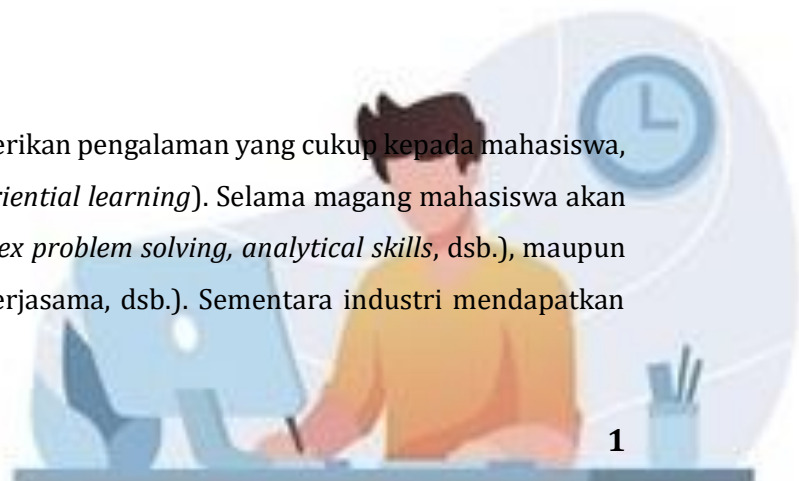 erikan pengalaman yang cukup kepada mahasiswa,
riential learning). Selama magang mahasiswa akan
ex problem solving, analytical skills, dsb.), maupun
erjasama, dsb.). Sementara industri mendapatkan
1